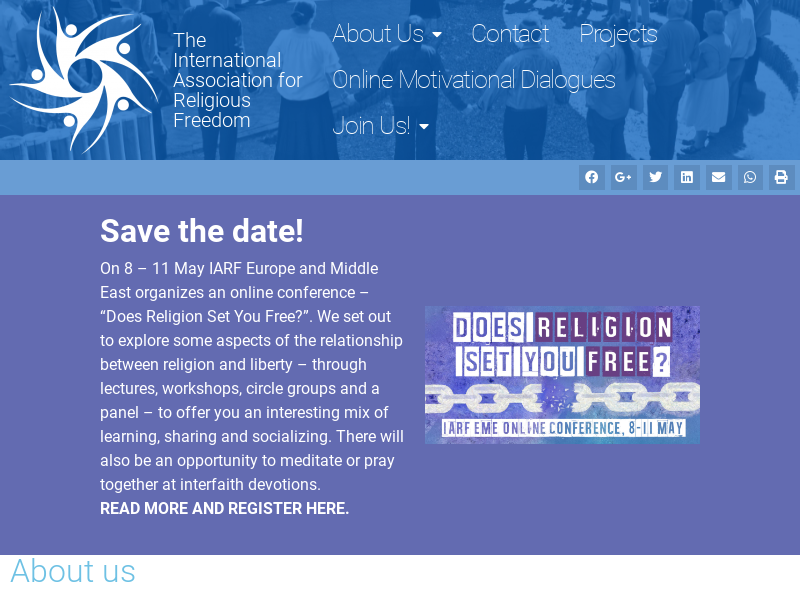 The
International
Association for
Religious
Freedom
About Us
Contact
Projects
Online Motivational Dialogues
Join Us!
Save the date!
On 8 – 11 May IARF Europe and Middle
East organizes an online conference –
“Does Religion Set You Free?”. We set out
to explore some aspects of the relationship
between religion and liberty – through
lectures, workshops, circle groups and a
panel – to offer you an interesting mix of
learning, sharing and socializing. There will
also be an opportunity to meditate or pray
together at interfaith devotions.
READ MORE AND REGISTER HERE.
DOES RELIGION
SET YOU FREE?
IARF EME ONLINE CONFERENCE, 8-11 MAY
About us